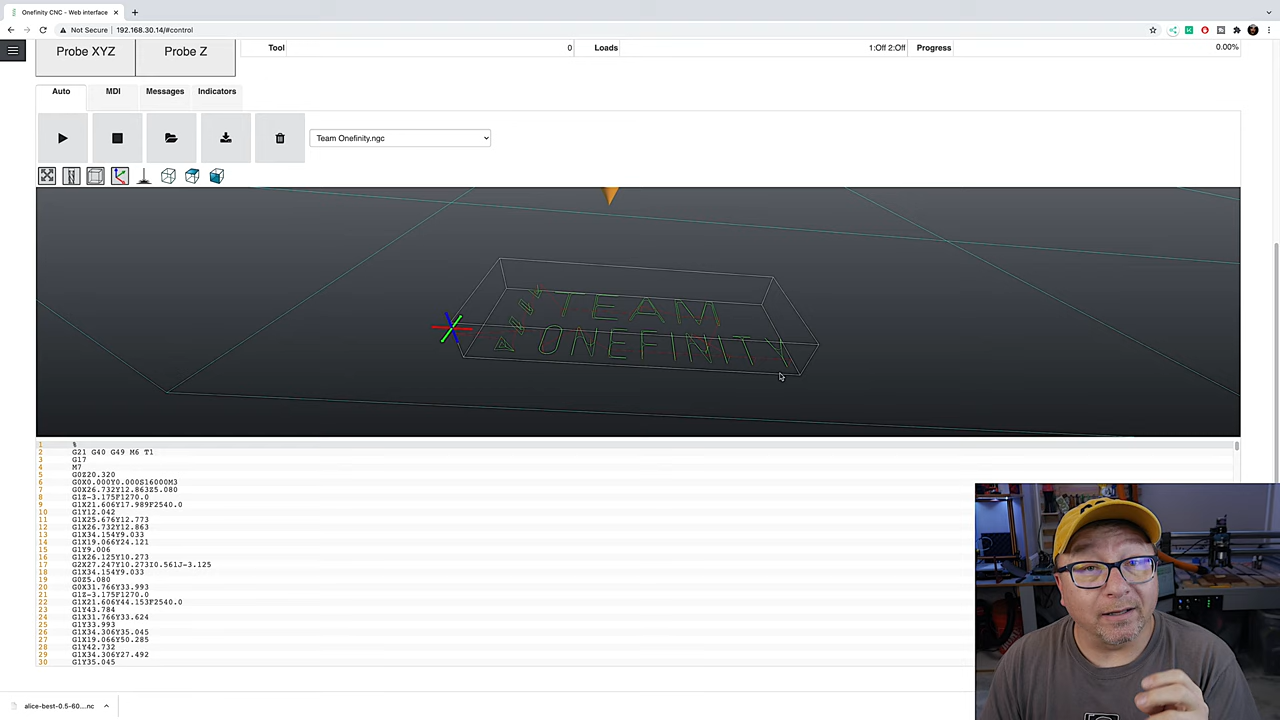 Onefinity CNC - Web interface
Not Secure
192.168.30.14/#control
Probe XYZ
Probe Z
Tool
0
Loads
1:Off 2:Off
Progress
0.00%
Auto
MDI
Messages
Indicators
Team Onefinity.ngc
TEAM
ONEFINITY
1 %
2 G21 G40 G49 M6 T1
3 G17
4 M7
5 G0Z20.320
6 G0X0.000Y0.000S16000M3
7 G0X26.732Y12.863Z5.080
8 G1Z-3.175F1270.0
9 G1X21.606Y17.989F2540.0
10 G1Y12.042
11 G1X25.676Y12.773
12 G1X26.732Y12.863
13 G1X34.154Y9.033
14 G1X19.066Y24.121
15 G1Y9.006
16 G1X26.125Y10.273
17 G2X27.247Y10.273I0.561J-3.125
18 G1X34.154Y9.033
19 G0Z5.080
20 G0X31.766Y33.993
21 G1Z-3.175F1270.0
22 G1X21.606Y44.153F2540.0
23 G1Y43.784
24 G1X31.766Y33.624
25 G1Y33.993
26 G1X34.306Y35.045
27 G1X19.066Y50.285
28 G1Y42.732
29 G1X34.306Y27.492
30 G1Y35.045
alice-best-0.5-60....nc